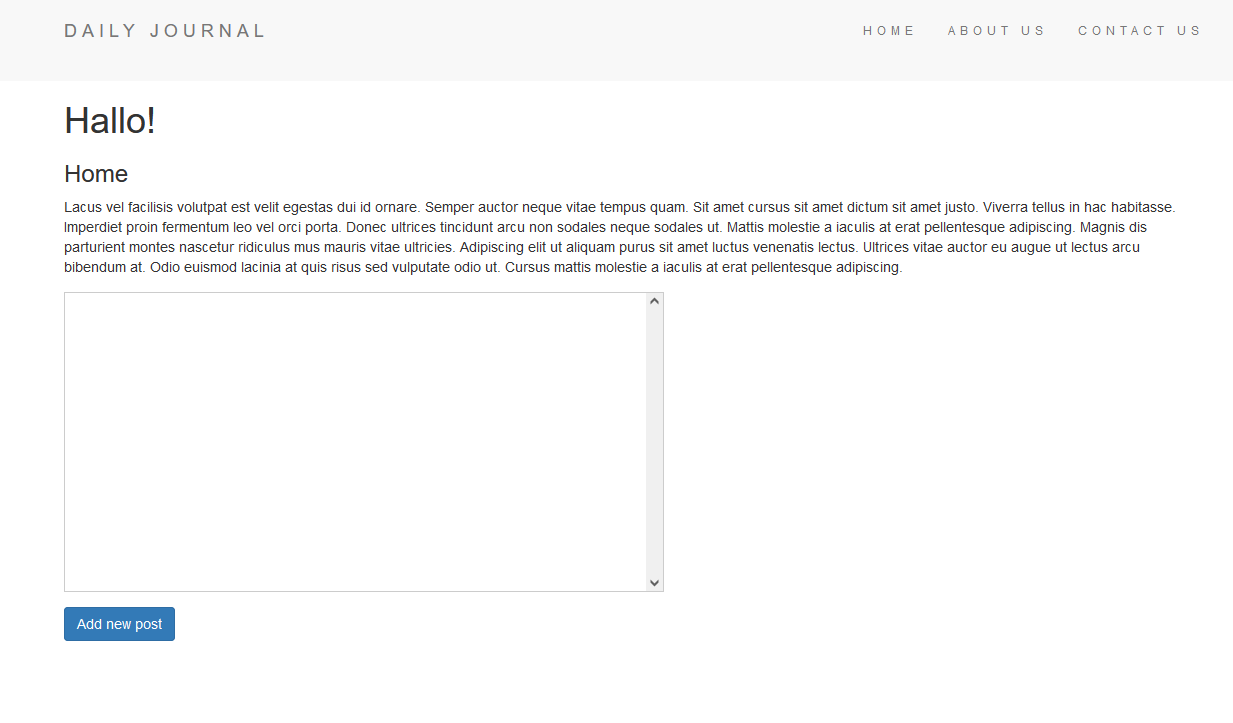 DAILY JOURNAL
HOME ABOUT US CONTACT US
Hallo!
Home
Lacus vel facilisis volutpat est velit egestas dui id ornare. Semper auctor neque vitae tempus quam. Sit amet cursus sit amet dictum sit amet justo. Viverra tellus in hac habitasse.
Imperdiet proin fermentum leo vel orci porta. Donec ultrices tincidunt arcu non sodales neque sodales ut. Mattis molestie a iaculis at erat pellentesque adipiscing. Magnis dis
parturient montes nascetur ridiculus mus mauris vitae ultricies. Adipiscing elit ut aliquam purus sit amet luctus venenatis lectus. Ultrices vitae auctor eu augue ut lectus arcu
bibendum at. Odio euismod lacinia at quis risus sed vulputate odio ut. Cursus mattis molestie a iaculis at erat pellentesque adipiscing.
Add new post